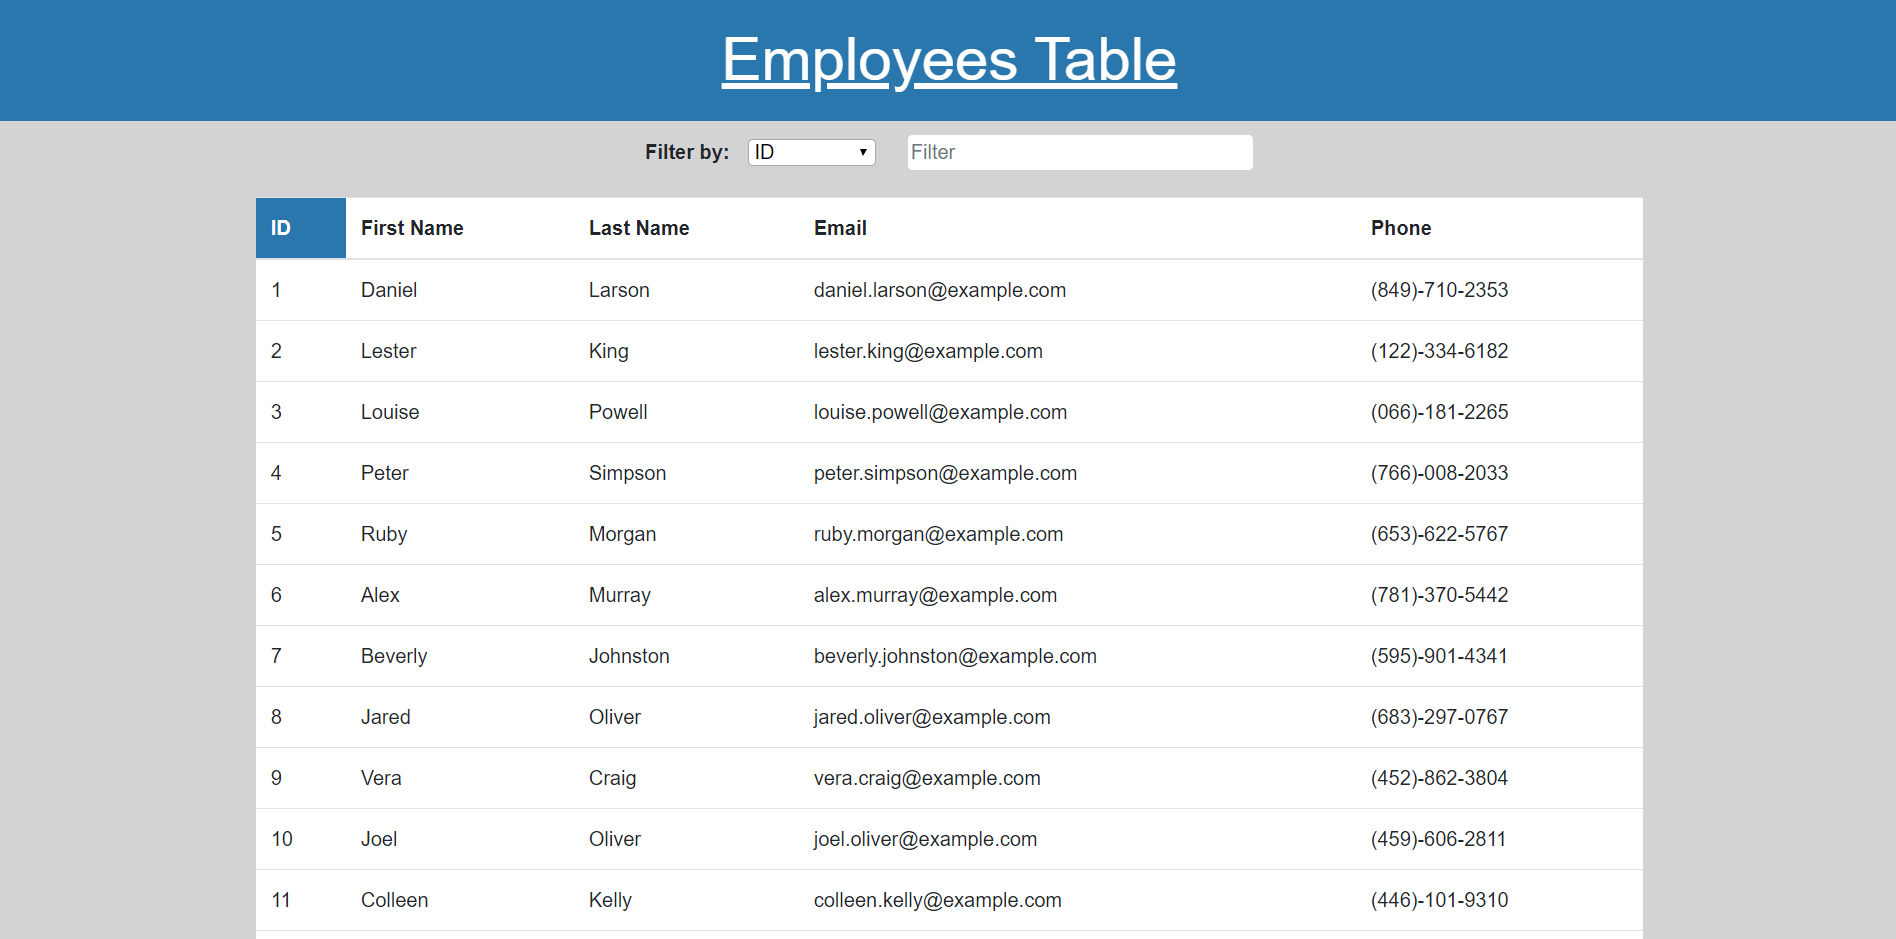 Employees Table
Filter by: ID Filter
ID First Name Last Name Email Phone
1 Daniel Larson daniel.larson@example.com (849)-710-2353
2 Lester King lester.king@example.com (122)-334-6182
3 Louise Powell louise.powell@example.com (066)-181-2265
4 Peter Simpson peter.simpson@example.com (766)-008-2033
5 Ruby Morgan ruby.morgan@example.com (653)-622-5767
6 Alex Murray alex.murray@example.com (781)-370-5442
7 Beverly Johnston beverly.johnston@example.com (595)-901-4341
8 Jared Oliver jared.oliver@example.com (683)-297-0767
9 Vera Craig vera.craig@example.com (452)-862-3804
10 Joel Oliver joel.oliver@example.com (459)-606-2811
11 Colleen Kelly colleen.kelly@example.com (446)-101-9310